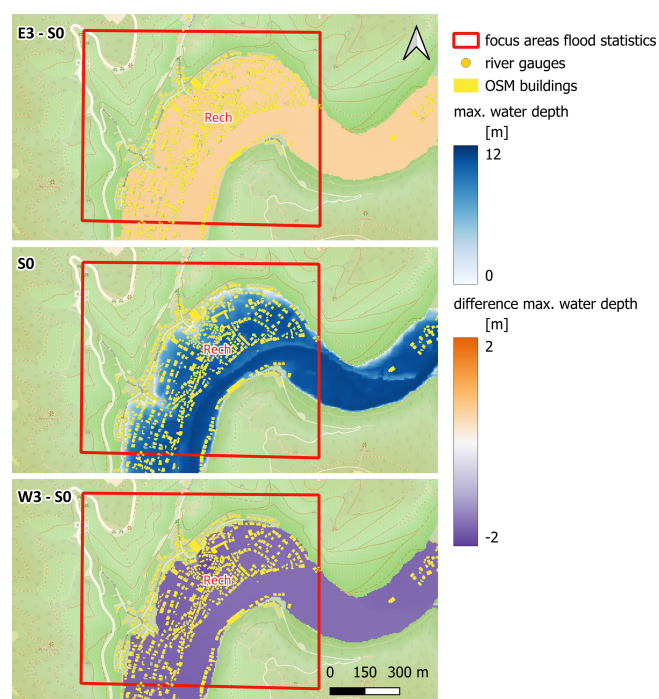 E3 - S0
Rech
S0
Rech
W3 - S0
Rech
0 150 300 m
focus areas flood statistics
river gauges
OSM buildings
max. water depth
[m]
12
0
difference max. water depth
[m]
2
-2